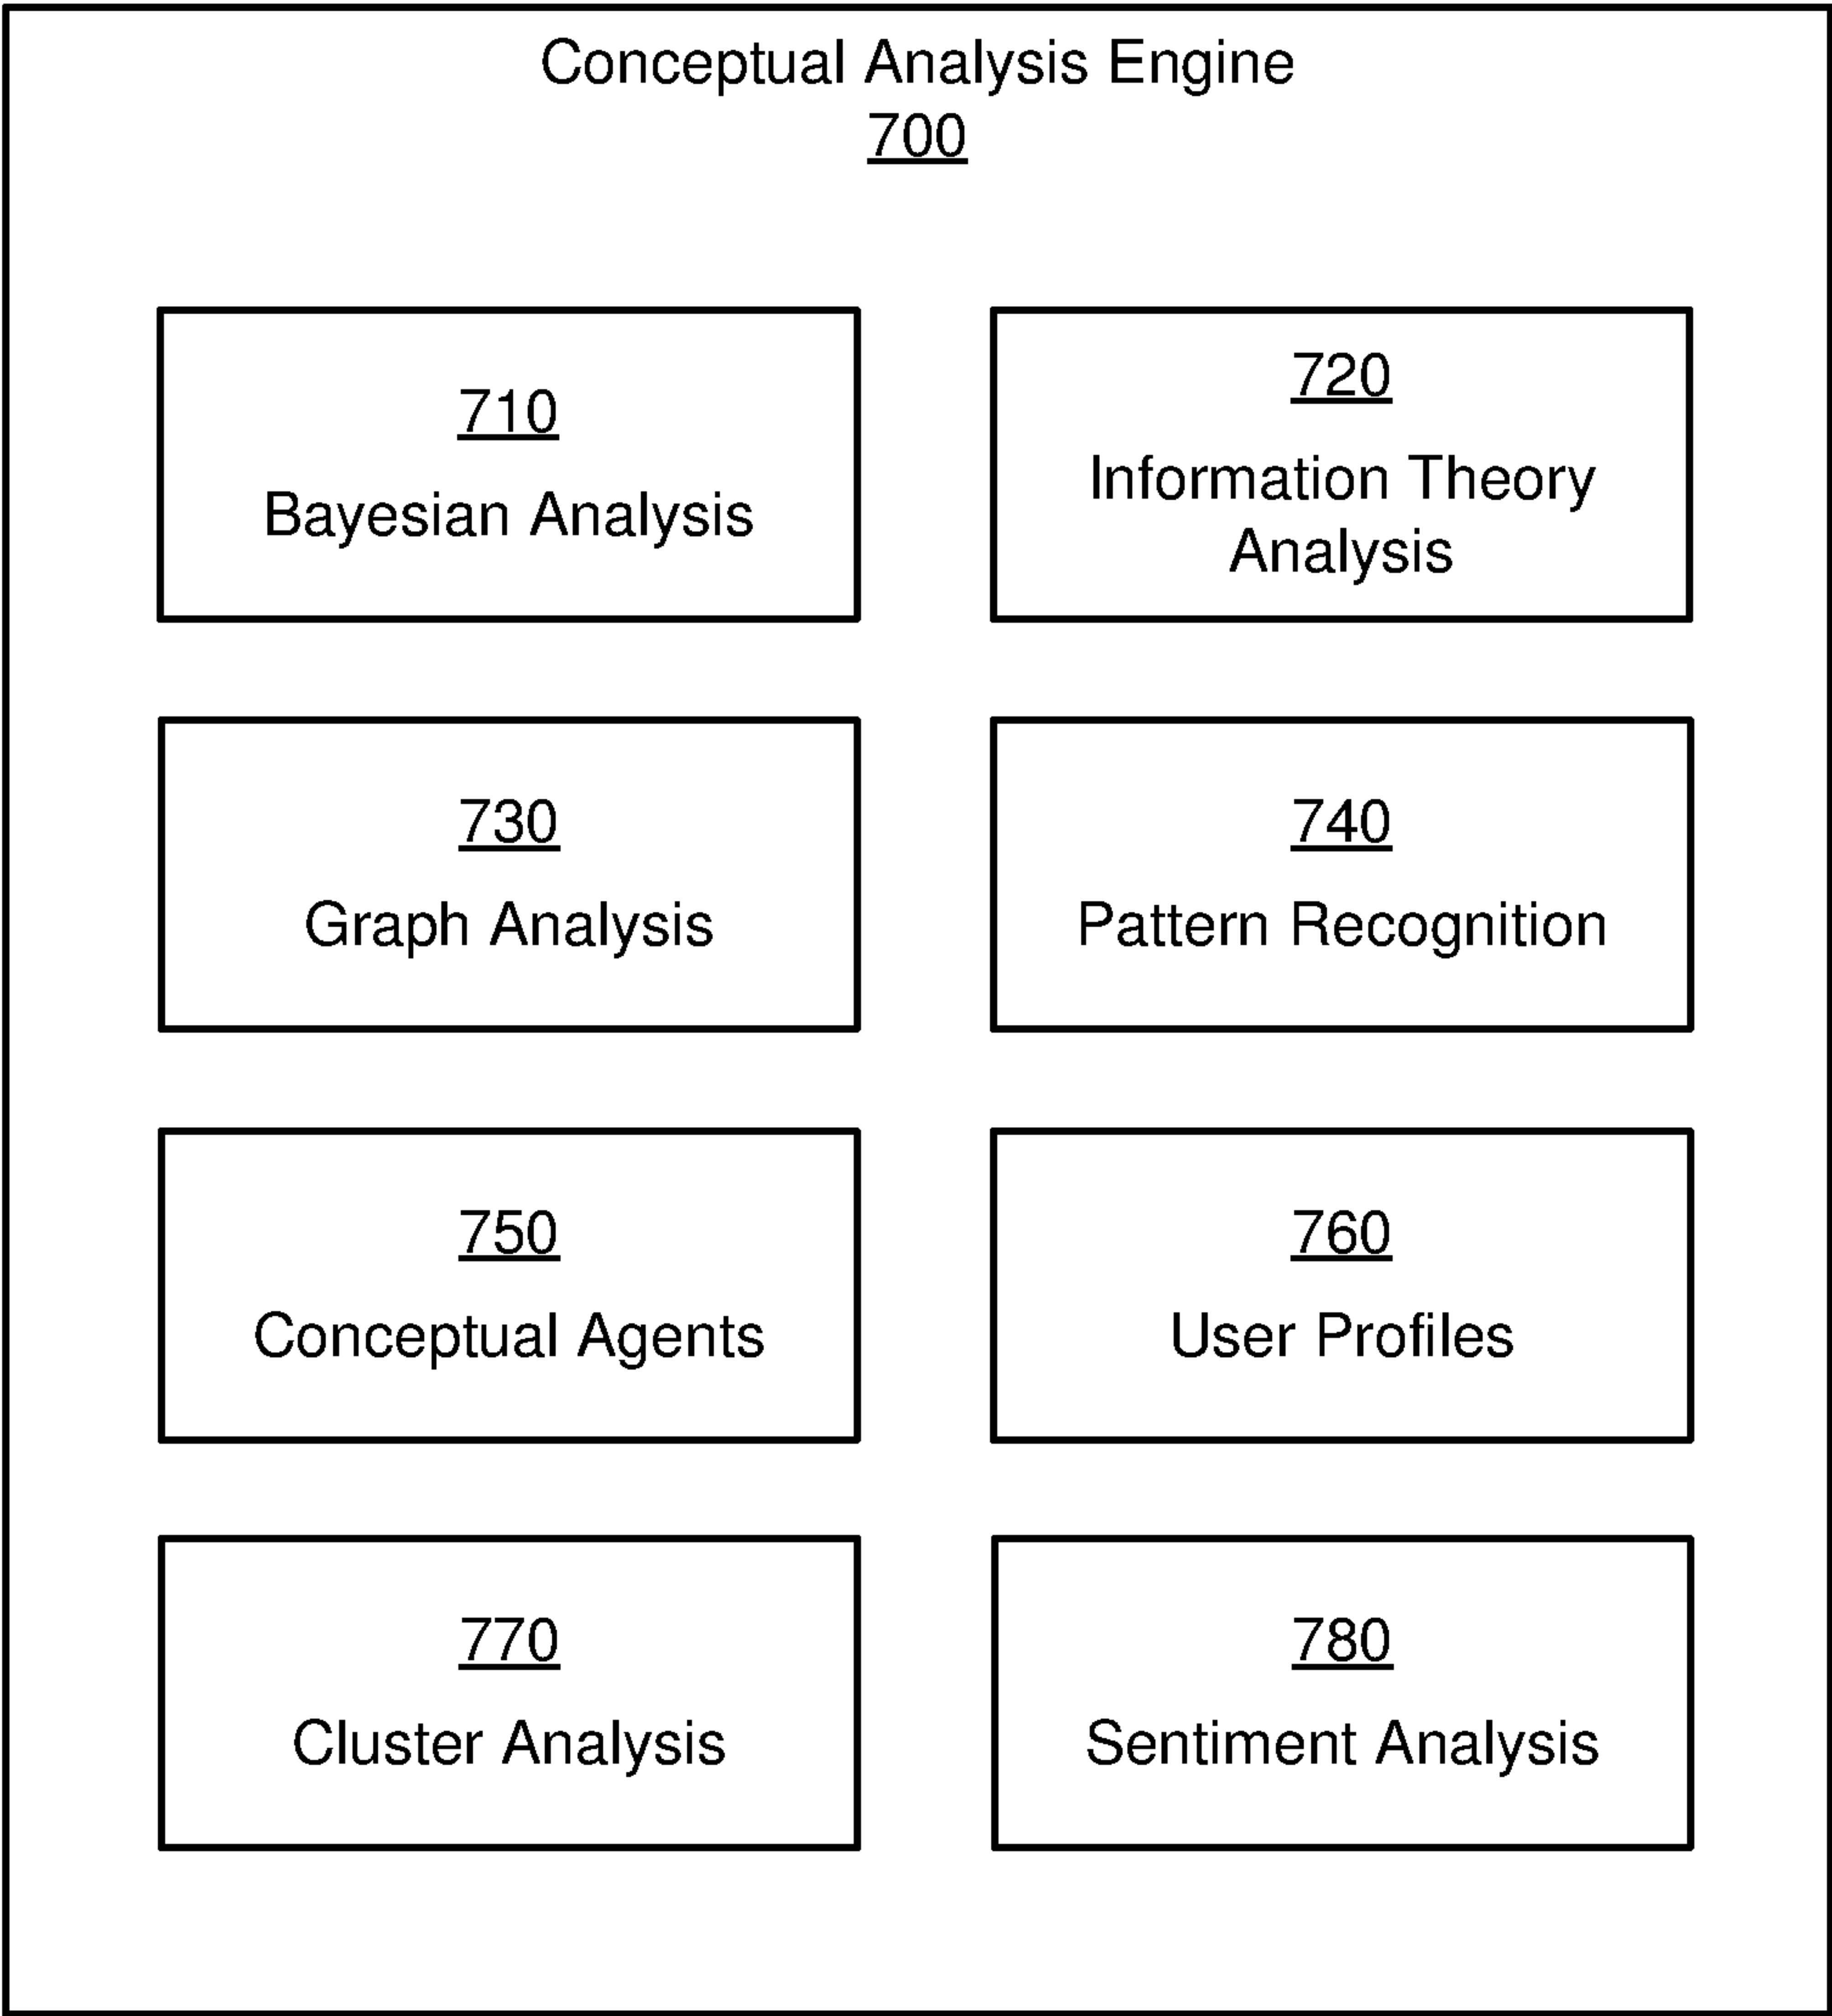 Conceptual Analysis Engine
700
710
Bayesian Analysis
720
Information Theory
Analysis
730
Graph Analysis
740
Pattern Recognition
750
Conceptual Agents
760
User Profiles
770
Cluster Analysis
780
Sentiment Analysis